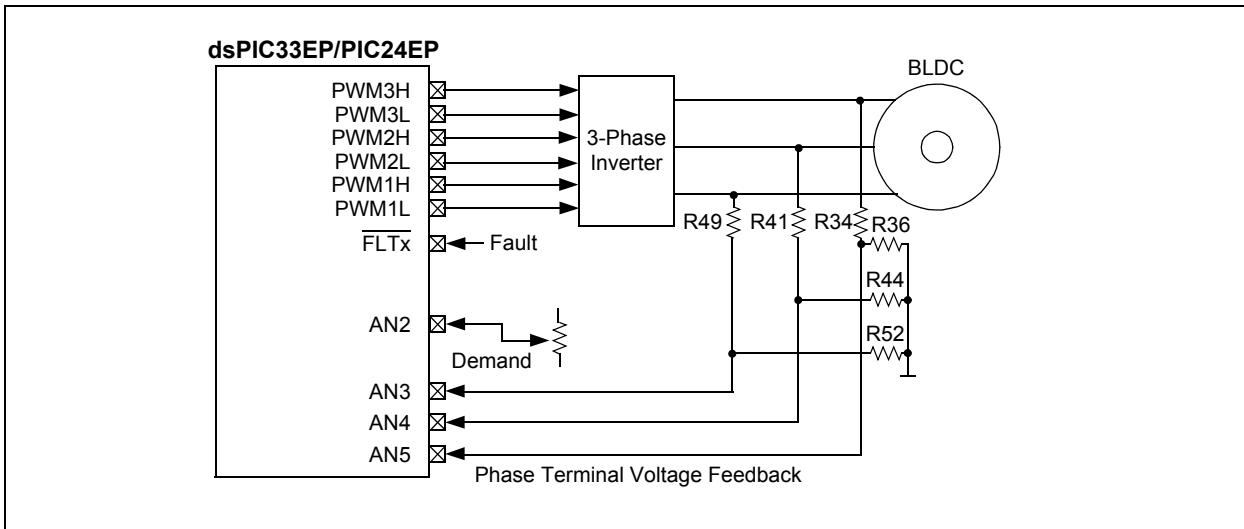 dsPIC33EP/PIC24EP
BLDC
PWM3H
PWM3L
PWM2H
PWM2L
PWM1H
PWM1L
3-Phase
Inverter
FLTx
Fault
R49
R41
R34
R36
R44
R52
AN2
Demand
AN3
AN4
AN5
Phase Terminal Voltage Feedback